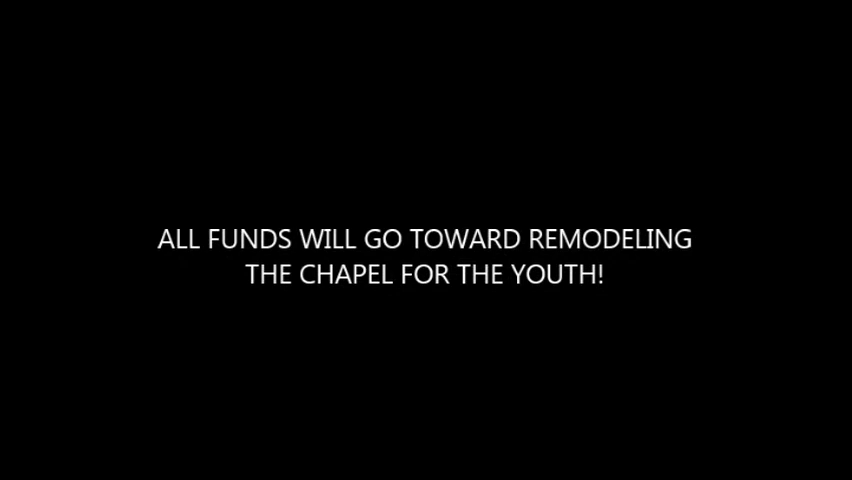 ALL FUNDS WILL GO TOWARD REMODELING
THE CHAPEL FOR THE YOUTH!